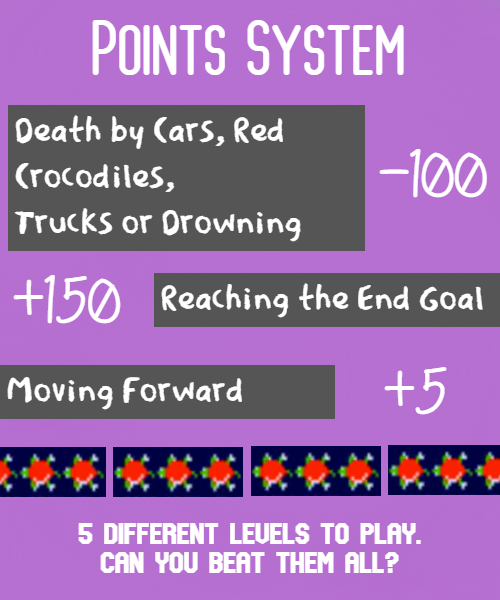 Points System
Death by Cars, Red
Crocodiles,
Trucks or Drowning
-100
+150
Reaching the End Goal
Moving Forward
+5
5 DIFFERENT LEVELS TO PLAY.
CAN YOU BEAT THEM ALL?